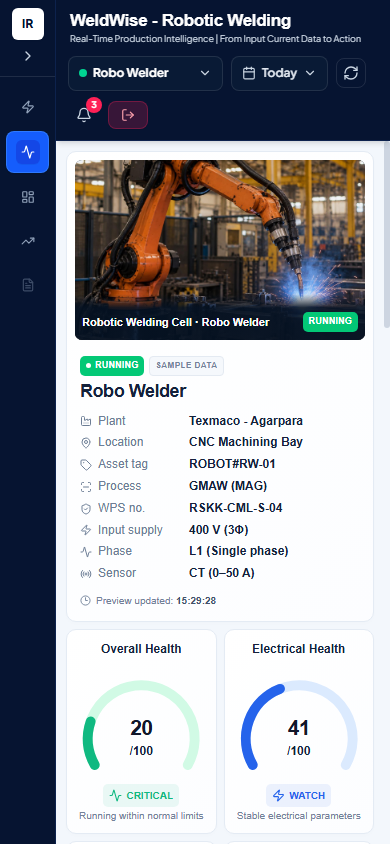 IR
WeldWise - Robotic Welding
Real-Time Production Intelligence | From Input Current Data to Action
Robo Welder
Today
3
Robotic Welding Cell · Robo Welder
RUNNING
RUNNING
SAMPLE DATA
Robo Welder
Plant Texmaco - Agarpara
Location CNC Machining Bay
Asset tag ROBOT#RW-01
Process GMAW (MAG)
WPS no. RSKK-CML-S-04
Input supply 400 V (3Φ)
Phase L1 (Single phase)
Sensor CT (0–50 A)
Preview updated: 15:29:28
Overall Health
20
/100
CRITICAL
Running within normal limits
Electrical Health
41
/100
WATCH
Stable electrical parameters